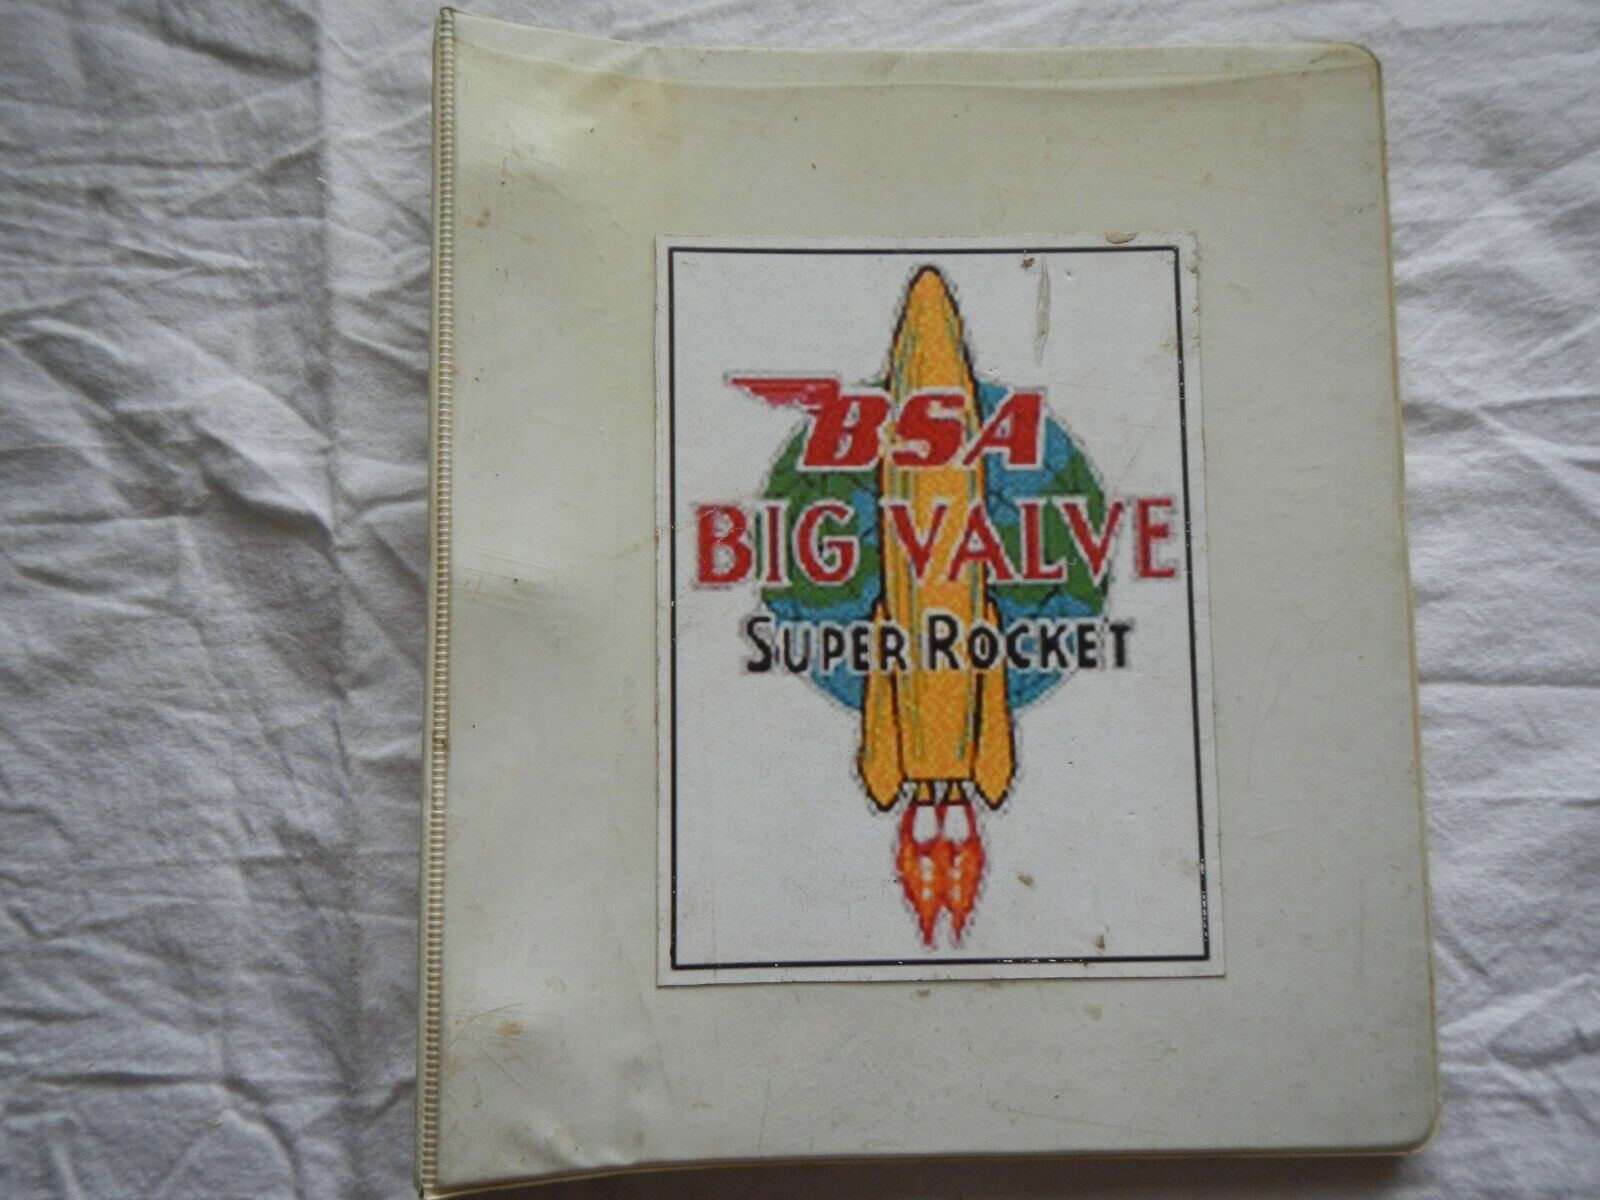 BSA
BIG VALVE
SUPER ROCKET